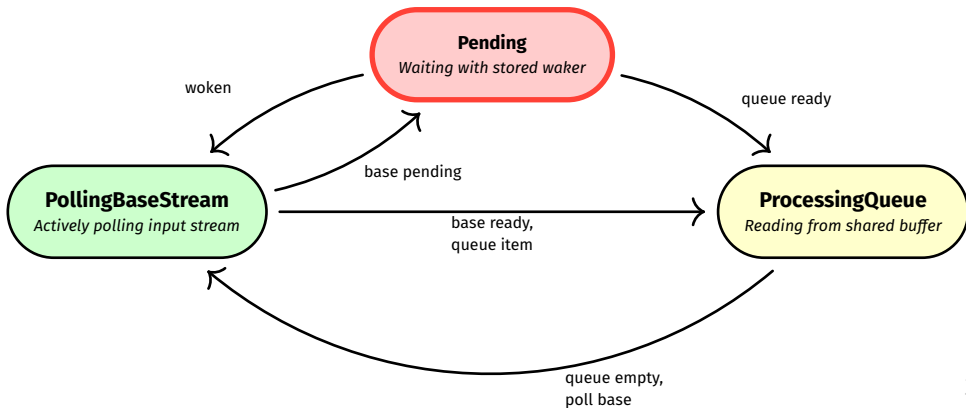 Pending
Waiting with stored waker
woken
queue ready
base pending
PollingBaseStream
Actively polling input stream
ProcessingQueue
Reading from shared buffer
base ready,
queue item
queue empty,
poll base